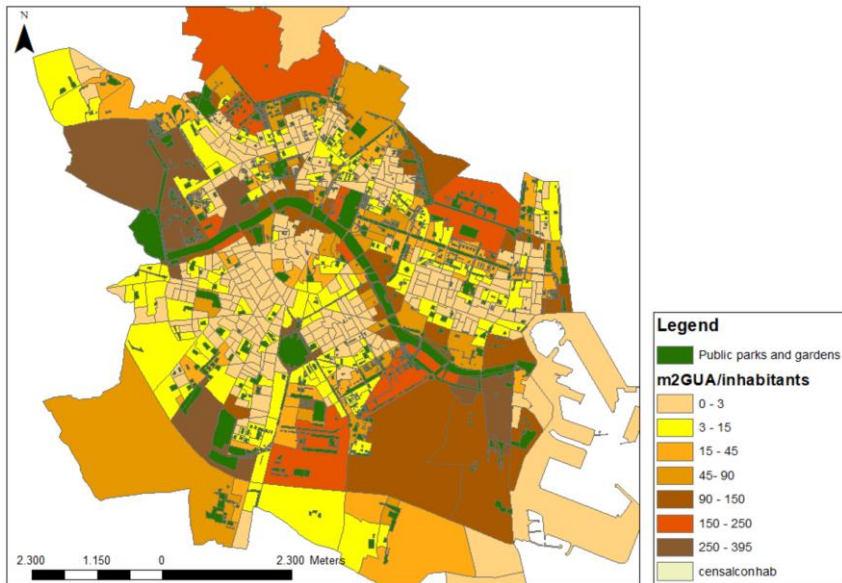 N
Legend
Public parks and gardens
m2GUA/inhabitants
0 - 3
3 - 15
15 - 45
45- 90
90 - 150
150 - 250
250 - 395
censalconhab
2.300 1.150 0 2.300 Meters